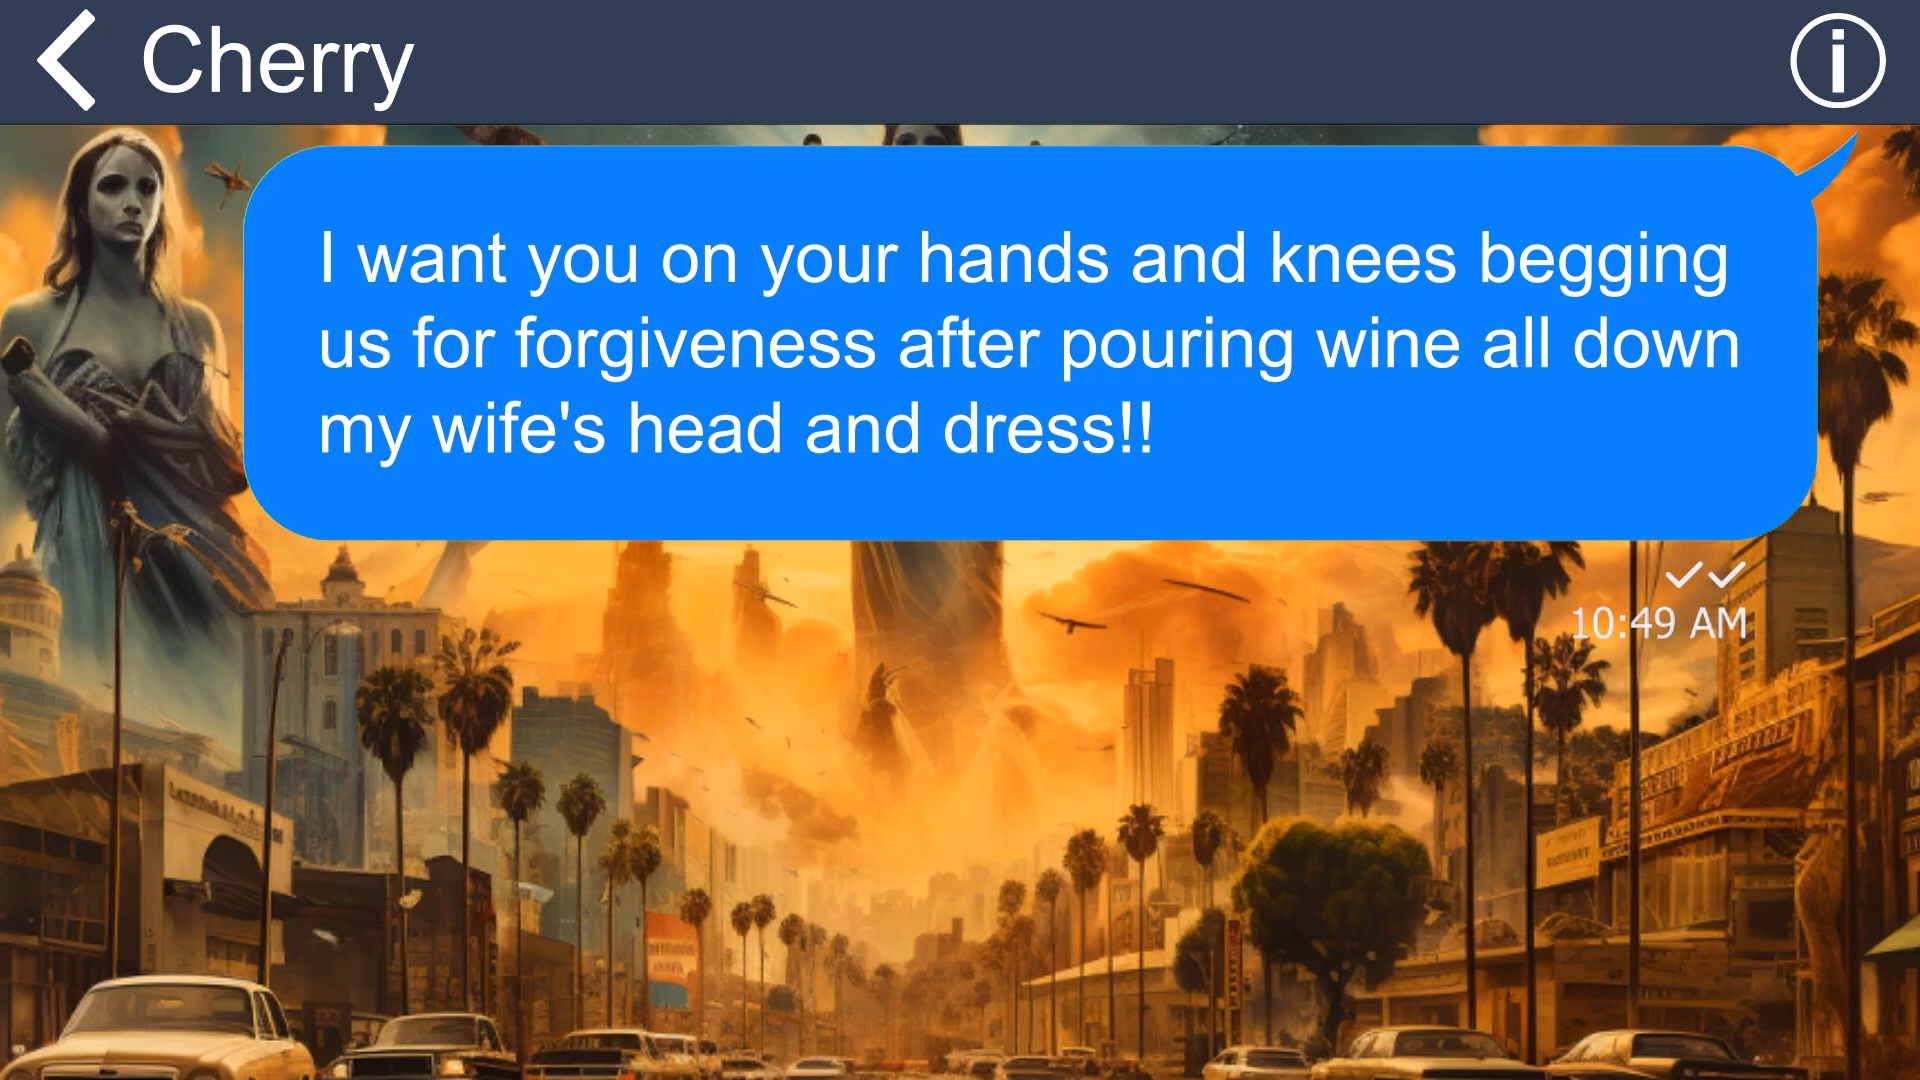 Cherry
I want you on your hands and knees begging
us for forgiveness after pouring wine all down
my wife's head and dress!!
10:49 AM